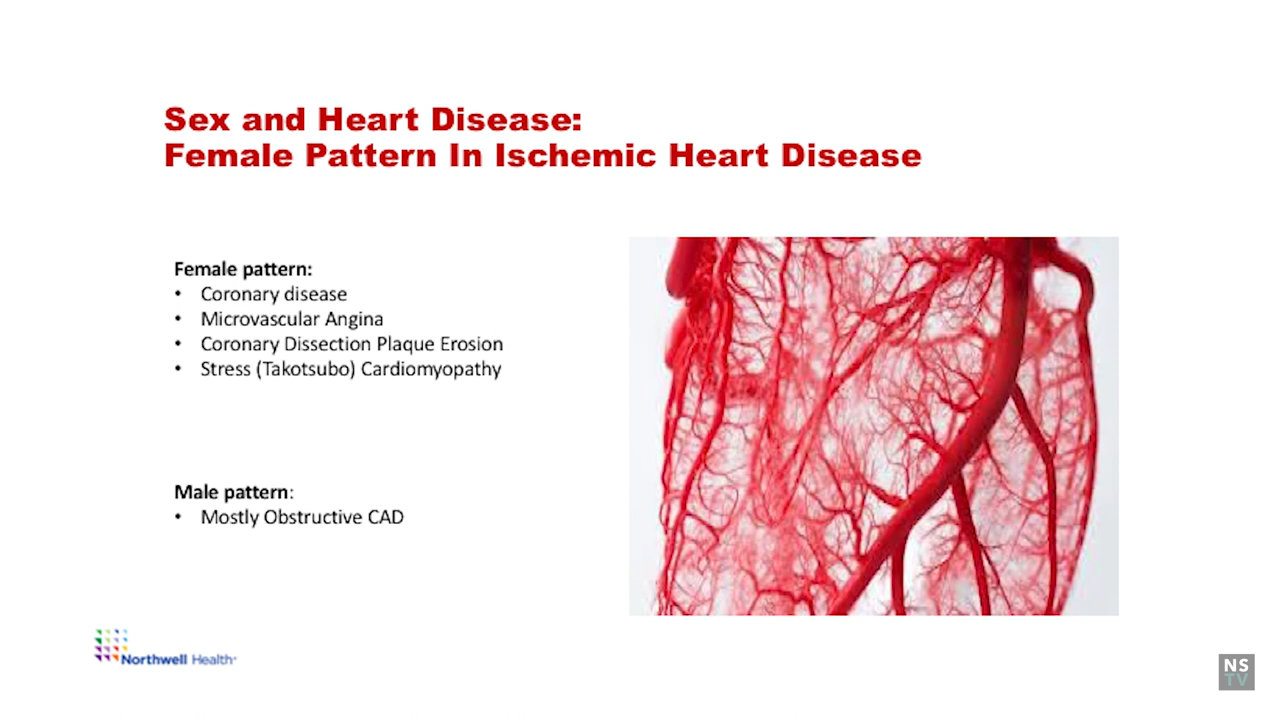 Sex and Heart Disease:
Female Pattern In Ischemic Heart Disease
Female pattern:
• Coronary disease
• Microvascular Angina
• Coronary Dissection Plaque Erosion
• Stress (Takotsubo) Cardiomyopathy
Male pattern:
• Mostly Obstructive CAD
Northwell Health
NS
TV